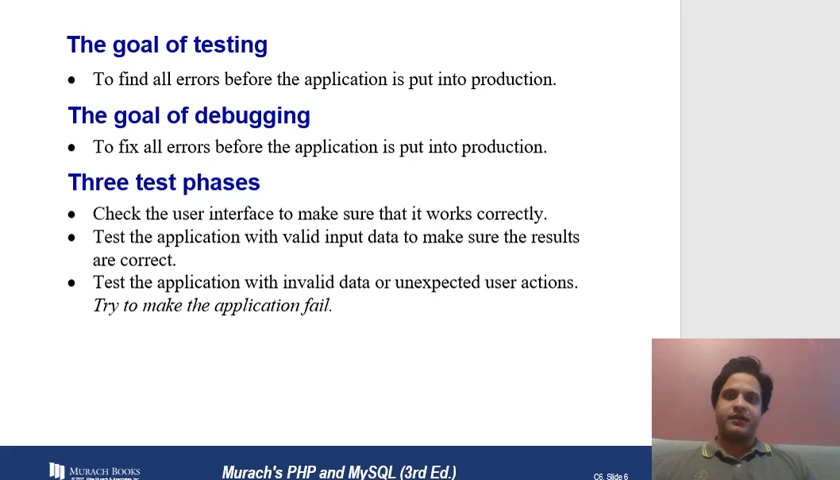 The goal of testing
• To find all errors before the application is put into production.
The goal of debugging
• To fix all errors before the application is put into production.
Three test phases
• Check the user interface to make sure that it works correctly.
• Test the application with valid input data to make sure the results
are correct.
• Test the application with invalid data or unexpected user actions.
Try to make the application fail.
MURACH BOOKS
Murach's PHP and MySQL (3rd Ed.)
C6, Slide 6